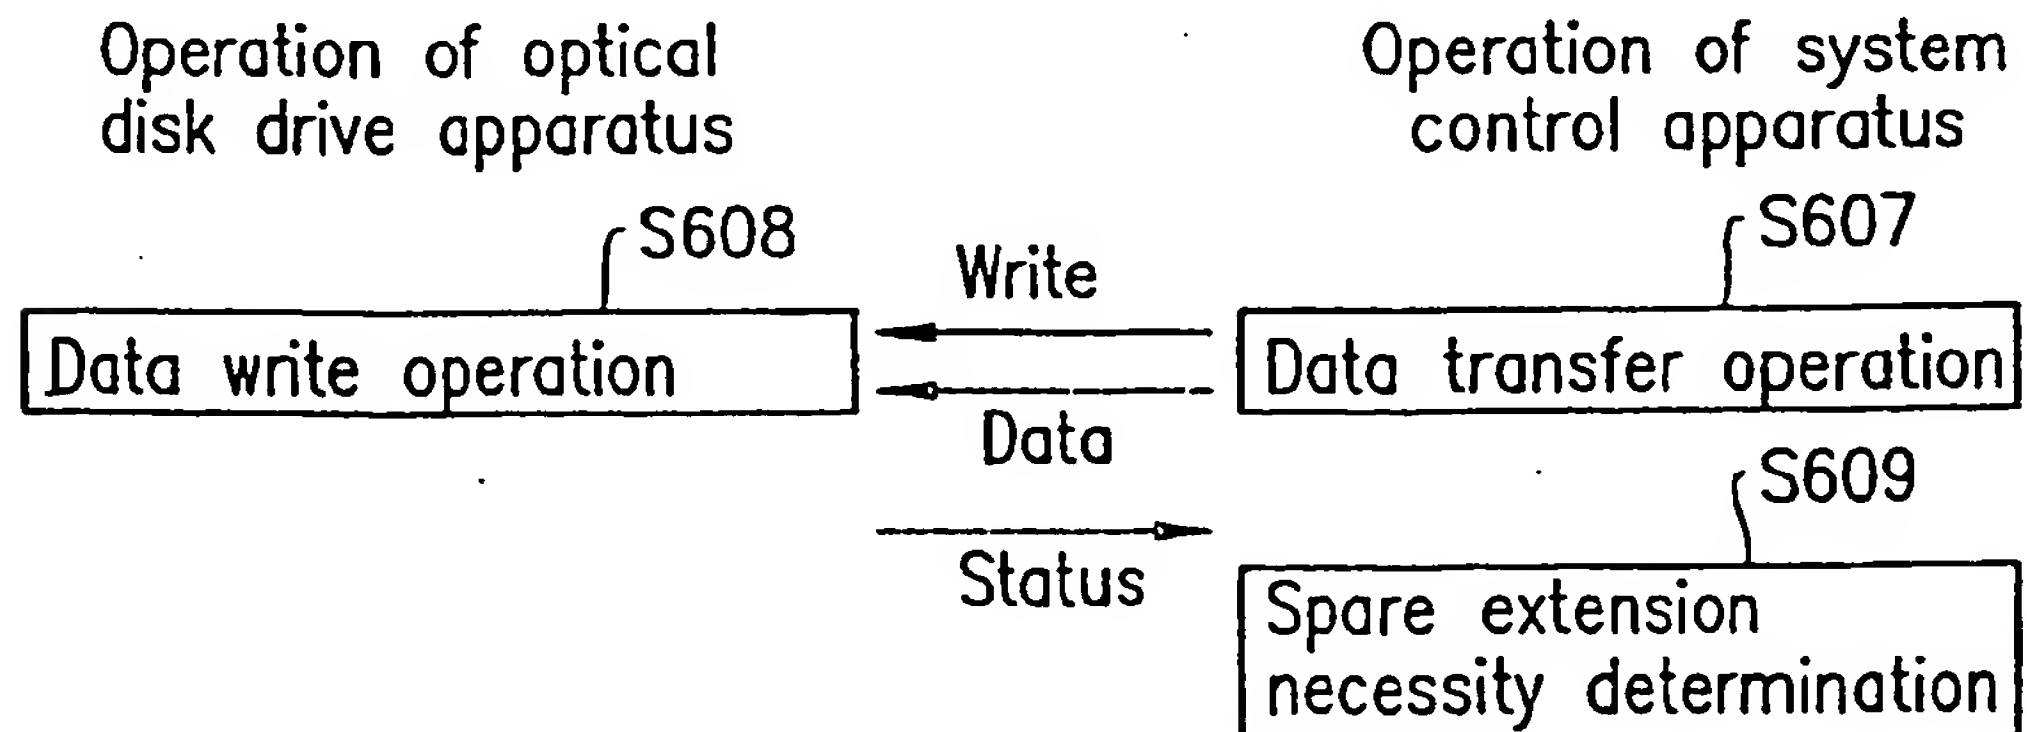 Operation of optical
disk drive apparatus
Operation of system
control apparatus
S608
S607
Write
Data write operation
Data transfer operation
Data
S609
Status
Spare extension
necessity determination